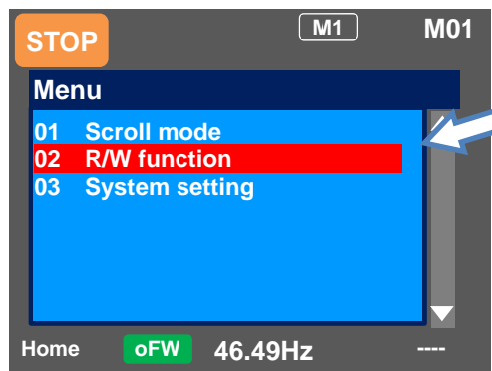 STOP M1 M01
Menu
01 Scroll mode
02 R/W function
03 System setting
Home oFW 46.49Hz ----